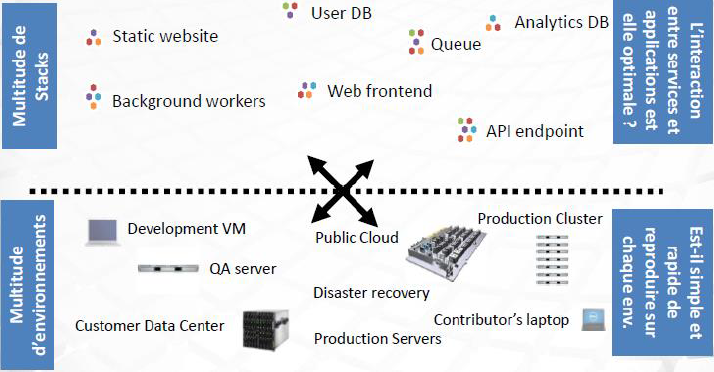 Multitude de
Stacks
Static website
User DB
Queue
Analytics DB
Background workers
Web frontend
API endpoint
L'interaction
entre services et
applications est
elle optimale ?
Multitude
d'environnements
Development VM
QA server
Customer Data Center
Public Cloud
Disaster recovery
Production Servers
Production Cluster
Contributor's laptop
Est-il simple et
rapide de
reproduire sur
chaque env.